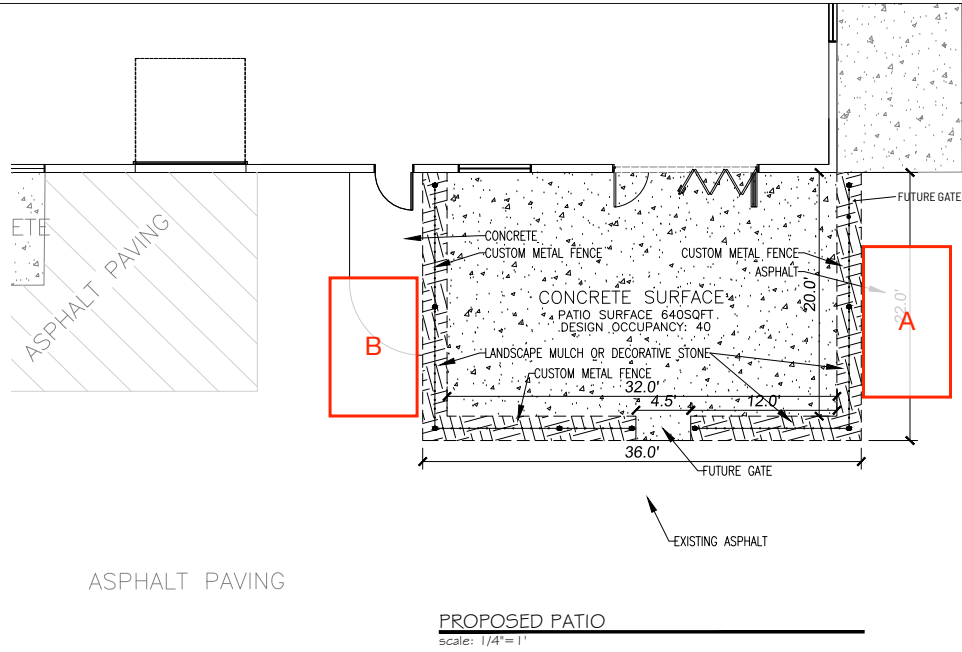 FUTURE GATE
ETE
ASPHALT PAVING
CONCRETE
CUSTOM METAL FENCE
CUSTOM METAL FENCE
ASPHALT
20.0'
22.0'
A
B
CONCRETE SURFACE
PATIO SURFACE 640SQFT
DESIGN OCCUPANCY: 40
LANDSCAPE MULCH OR DECORATIVE STONE
CUSTOM METAL FENCE
32.0'
4.5'
12.0'
36.0'
FUTURE GATE
EXISTING ASPHALT
ASPHALT PAVING
PROPOSED PATIO
scale: 1/4"=1'